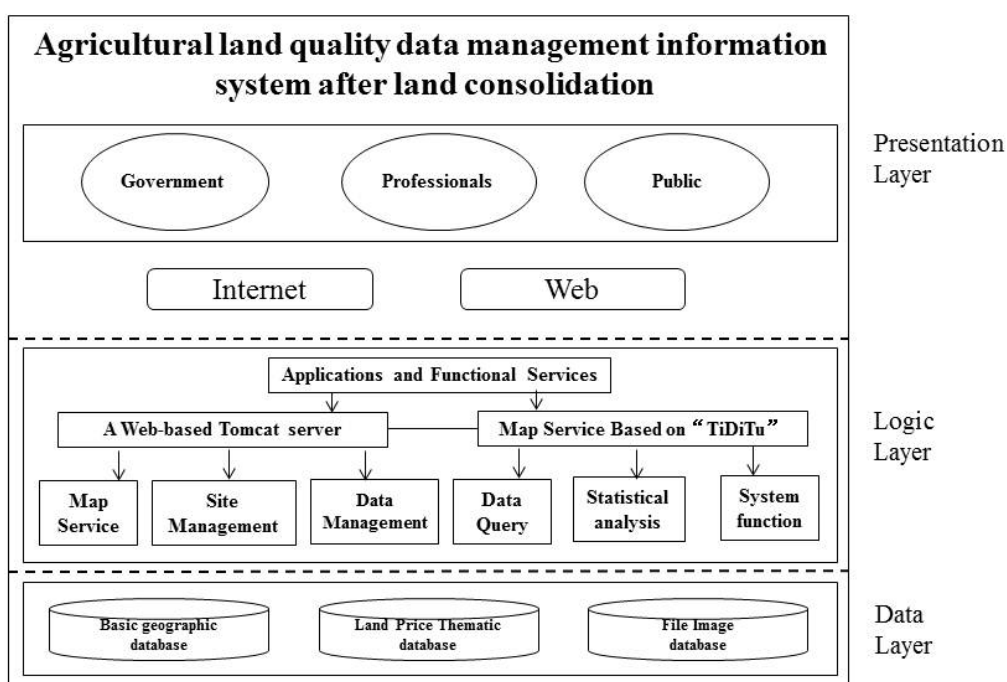 Agricultural land quality data management information
system after land consolidation
Presentation
Layer
Government
Professionals
Public
Internet
Web
Applications and Functional Services
Logic
Layer
A Web-based Tomcat server
Map Service Based on “TiDiTu”
Map
Service
Site
Management
Data
Management
Data
Query
Statistical
analysis
System
function
Data
Layer
Basic geographic
database
Land Price Thematic
database
File Image
database